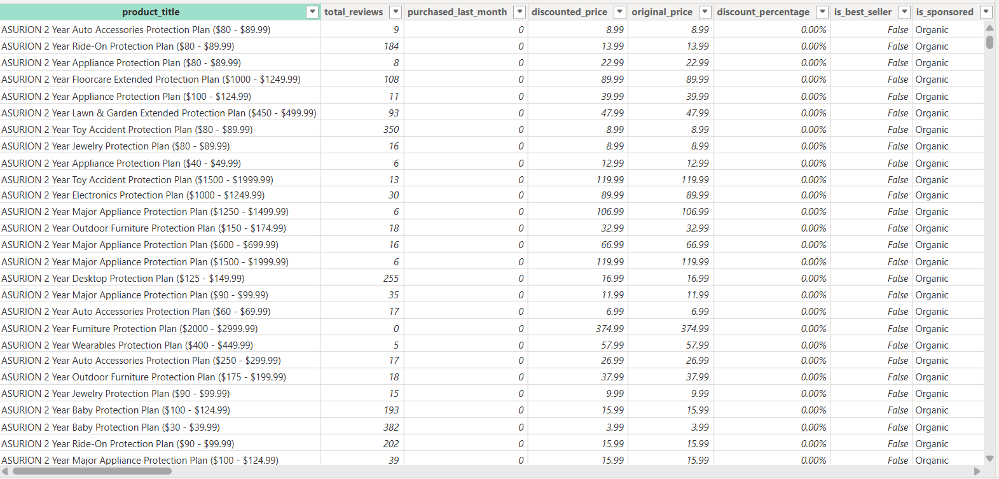 product_title total_reviews purchased_last_month discounted_price original_price discount_percentage is_best_seller is_sponsored
ASURION 2 Year Auto Accessories Protection Plan ($80 - $89.99) 9 0 8.99 8.99 0.00% False Organic
ASURION 2 Year Ride-On Protection Plan ($80 - $89.99) 184 0 13.99 13.99 0.00% False Organic
ASURION 2 Year Appliance Protection Plan ($80 - $89.99) 8 0 22.99 22.99 0.00% False Organic
ASURION 2 Year Floorcare Extended Protection Plan ($1000 - $1249.99) 108 0 89.99 89.99 0.00% False Organic
ASURION 2 Year Appliance Protection Plan ($100 - $124.99) 11 0 39.99 39.99 0.00% False Organic
ASURION 2 Year Lawn & Garden Extended Protection Plan ($450 - $499.99) 93 0 47.99 47.99 0.00% False Organic
ASURION 2 Year Toy Accident Protection Plan ($80 - $89.99) 350 0 8.99 8.99 0.00% False Organic
ASURION 2 Year Jewelry Protection Plan ($80 - $89.99) 16 0 8.99 8.99 0.00% False Organic
ASURION 2 Year Appliance Protection Plan ($40 - $49.99) 6 0 12.99 12.99 0.00% False Organic
ASURION 2 Year Toy Accident Protection Plan ($1500 - $1999.99) 13 0 119.99 119.99 0.00% False Organic
ASURION 2 Year Electronics Protection Plan ($1000 - $1249.99) 30 0 89.99 89.99 0.00% False Organic
ASURION 2 Year Major Appliance Protection Plan ($1250 - $1499.99) 6 0 106.99 106.99 0.00% False Organic
ASURION 2 Year Outdoor Furniture Protection Plan ($150 - $174.99) 18 0 32.99 32.99 0.00% False Organic
ASURION 2 Year Major Appliance Protection Plan ($600 - $699.99) 16 0 66.99 66.99 0.00% False Organic
ASURION 2 Year Major Appliance Protection Plan ($1500 - $1999.99) 6 0 119.99 119.99 0.00% False Organic
ASURION 2 Year Desktop Protection Plan ($125 - $149.99) 255 0 16.99 16.99 0.00% False Organic
ASURION 2 Year Major Appliance Protection Plan ($90 - $99.99) 35 0 11.99 11.99 0.00% False Organic
ASURION 2 Year Auto Accessories Protection Plan ($60 - $69.99) 17 0 6.99 6.99 0.00% False Organic
ASURION 2 Year Furniture Protection Plan ($2000 - $2999.99) 0 0 374.99 374.99 0.00% False Organic
ASURION 2 Year Wearables Protection Plan ($400 - $449.99) 5 0 57.99 57.99 0.00% False Organic
ASURION 2 Year Auto Accessories Protection Plan ($250 - $299.99) 17 0 26.99 26.99 0.00% False Organic
ASURION 2 Year Outdoor Furniture Protection Plan ($175 - $199.99) 18 0 37.99 37.99 0.00% False Organic
ASURION 2 Year Jewelry Protection Plan ($90 - $99.99) 15 0 9.99 9.99 0.00% False Organic
ASURION 2 Year Baby Protection Plan ($100 - $124.99) 193 0 15.99 15.99 0.00% False Organic
ASURION 2 Year Baby Protection Plan ($30 - $39.99) 382 0 3.99 3.99 0.00% False Organic
ASURION 2 Year Ride-On Protection Plan ($90 - $99.99) 202 0 15.99 15.99 0.00% False Organic
ASURION 2 Year Major Appliance Protection Plan ($100 - $124.99) 39 0 15.99 15.99 0.00% False Organic